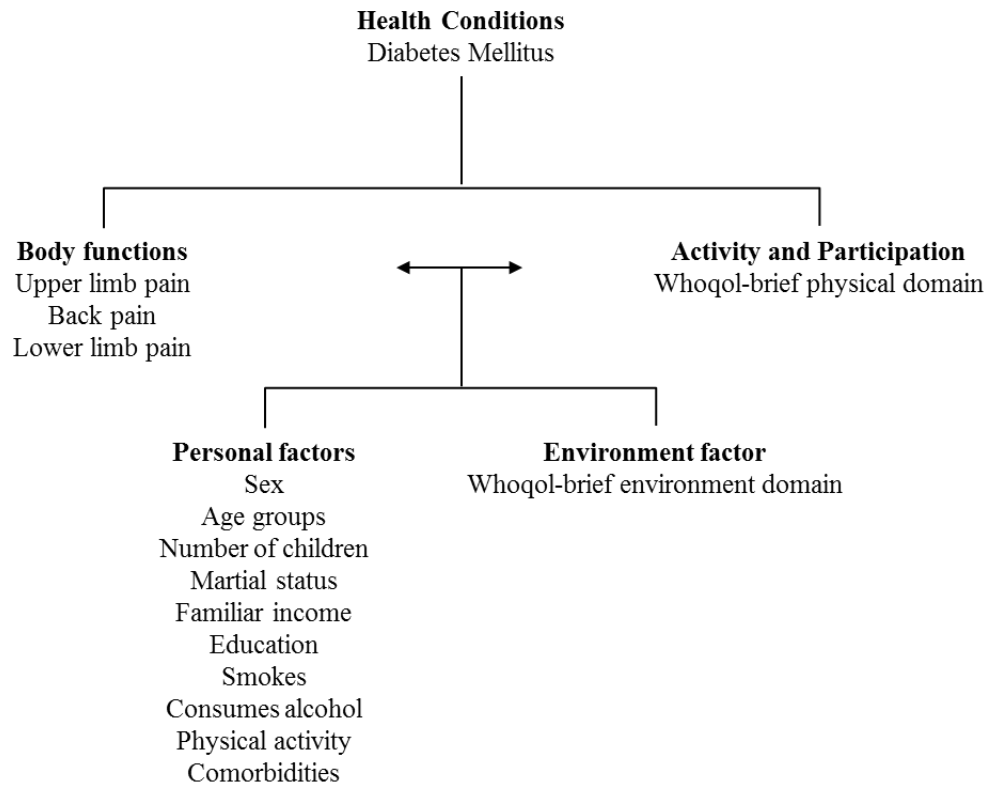 Health Conditions
Diabetes Mellitus
Body functions
Upper limb pain
Back pain
Lower limb pain
Activity and Participation
Whoqol-brief physical domain
Personal factors
Sex
Age groups
Number of children
Martial status
Familiar income
Education
Smokes
Consumes alcohol
Physical activity
Comorbidities
Environment factor
Whoqol-brief environment domain